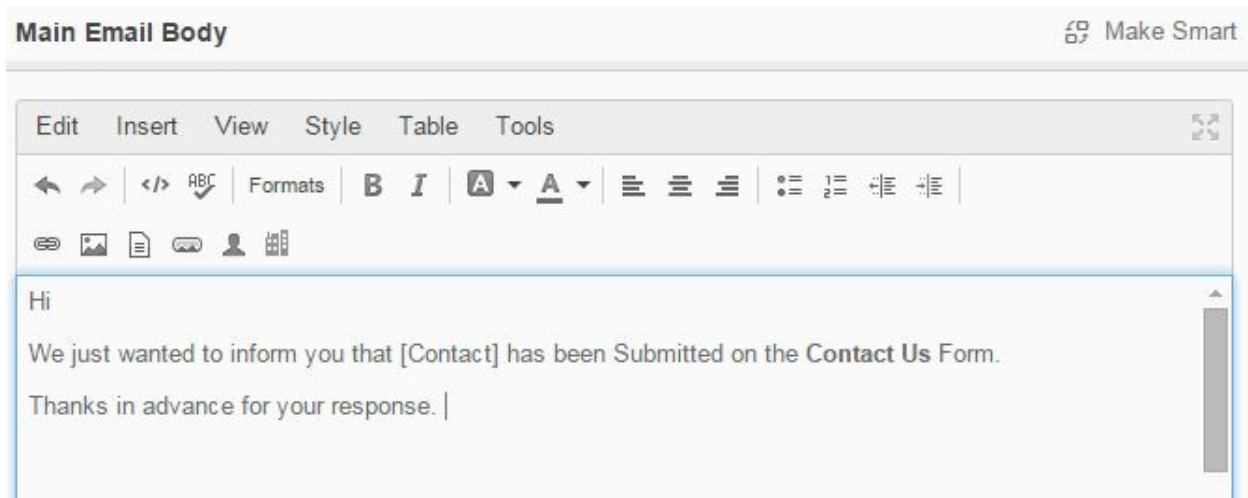 Main Email Body Make Smart
Edit Insert View Style Table Tools
</> ABC Formats B I A A
Hi
We just wanted to inform you that [Contact] has been Submitted on the Contact Us Form.
Thanks in advance for your response.